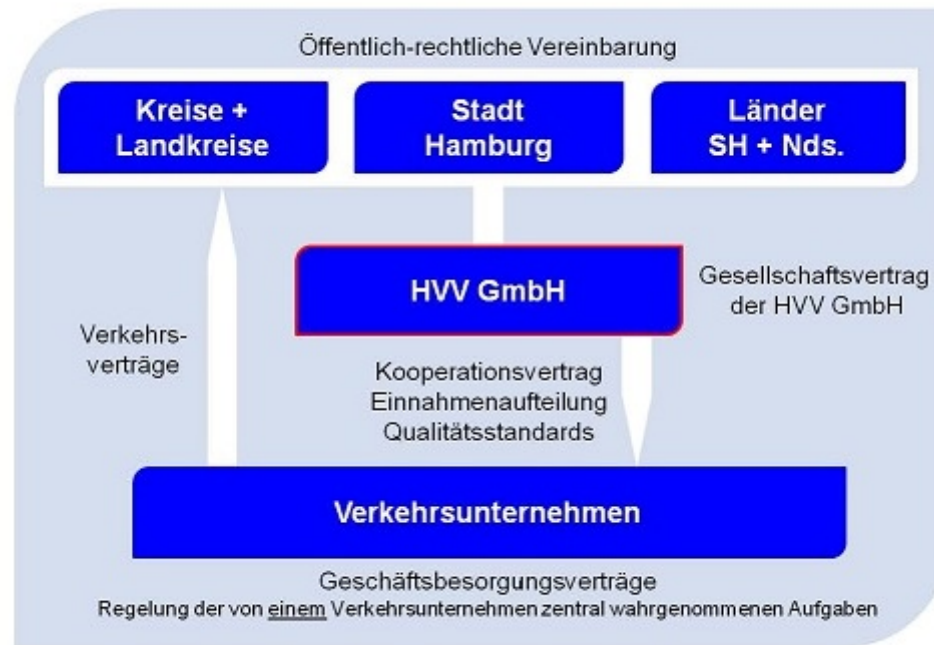 Öffentlich-rechtliche Vereinbarung
Kreise +
Landkreise
Stadt
Hamburg
Länder
SH + Nds.
HVV GmbH
Gesellschaftsvertrag
der HVV GmbH
Verkehrs-
verträge
Kooperationsvertrag
Einnahmenaufteilung
Qualitätsstandards
Verkehrsunternehmen
Geschäftsbesorgungsverträge
Regelung der von einem Verkehrsunternehmen zentral wahrgenommenen Aufgaben